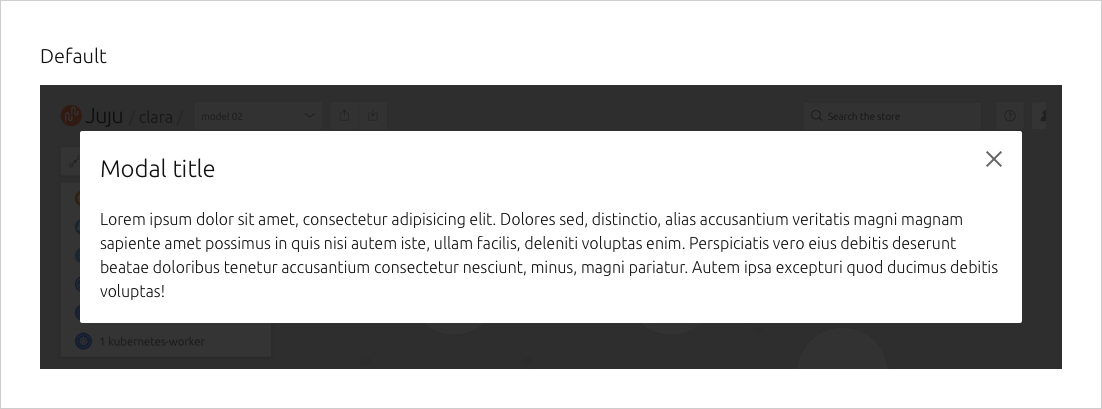 Default
Juju / clara /
model 02
Search the store
Modal title
Lorem ipsum dolor sit amet, consectetur adipisicing elit. Dolores sed, distinctio, alias accusantium veritatis magni magnam
sapiente amet possimus in quis nisi autem iste, ullam facilis, deleniti voluptas enim. Perspiciatis vero eius debitis deserunt
beatae doloribus tenetur accusantium consectetur nesciunt, minus, magni pariatur. Autem ipsa excepturi quod ducimus debitis
voluptas!
1 kubernetes-worker